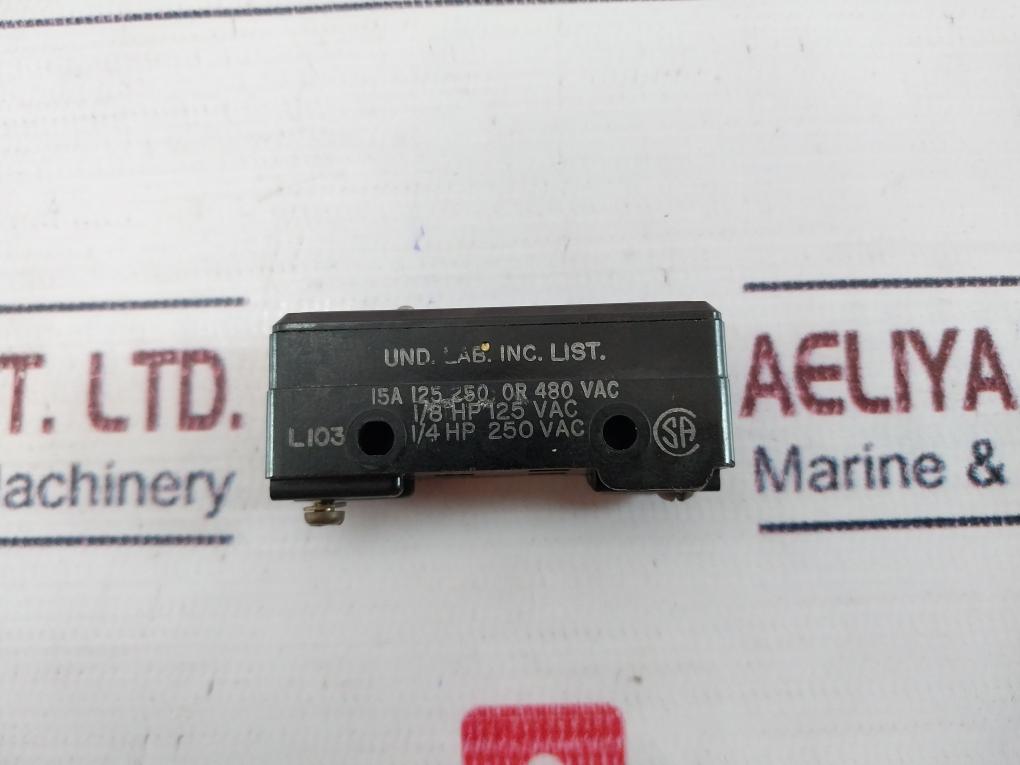 UND. LAB. INC. LIST.
15A 125, 250, OR 480 VAC
1/8 HP 125 VAC
L103 1/4 HP 250 VAC SA
T. LTD.
Machinery
AELIYA
Marine &